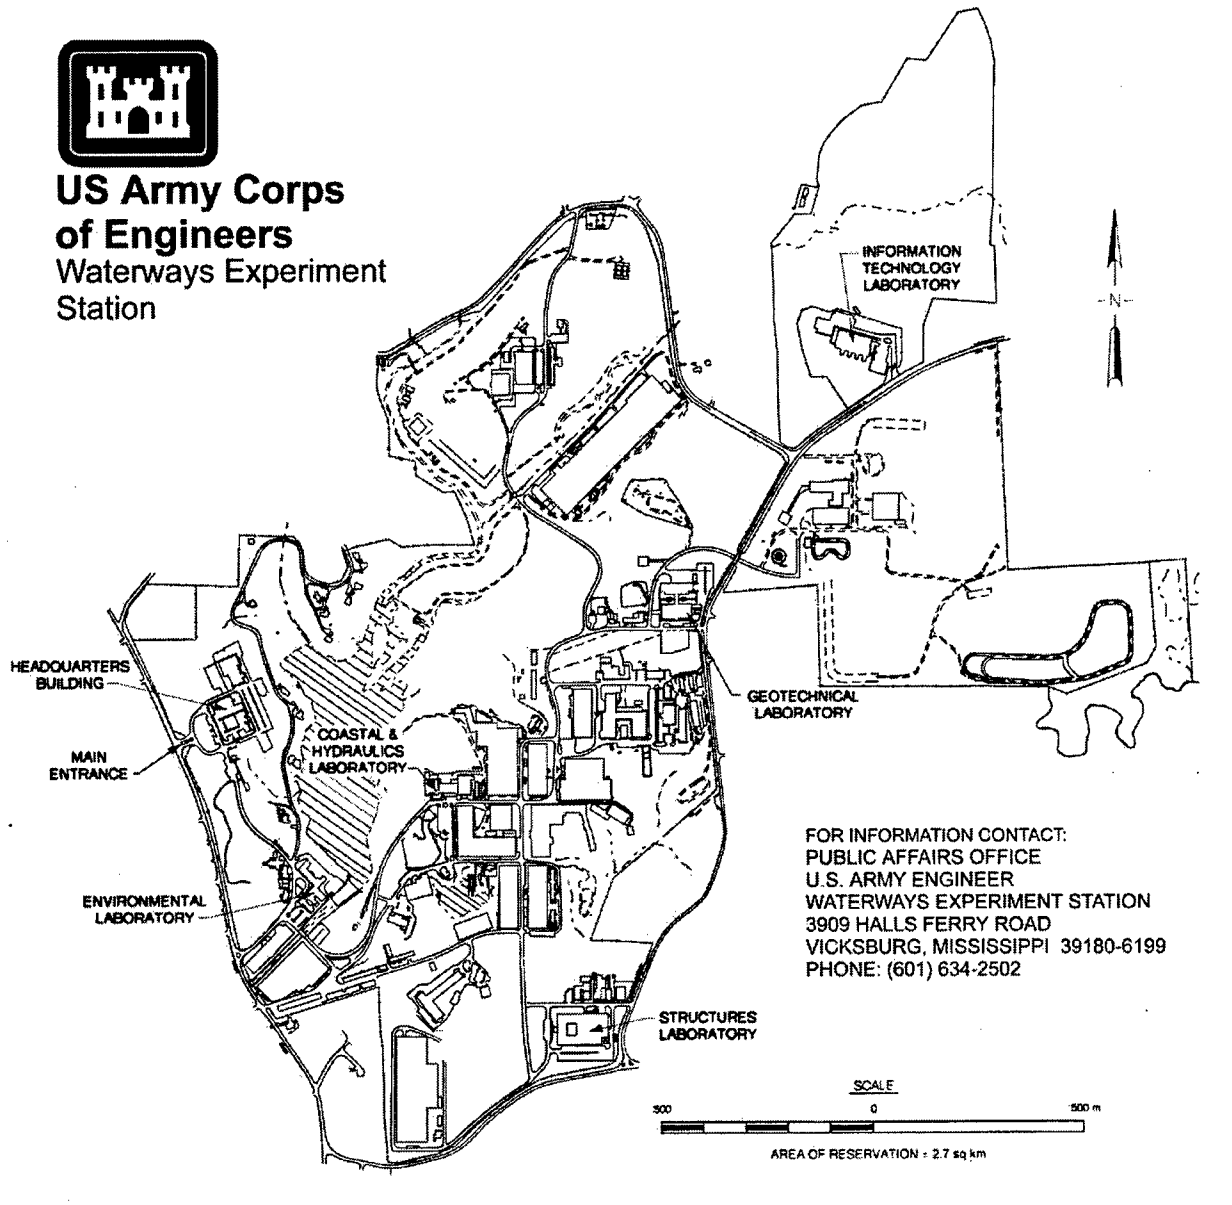 US Army Corps
of Engineers
Waterways Experiment
Station
INFORMATION
TECHNOLOGY
LABORATORY
-N-
HEADQUARTERS
BUILDING
MAIN
ENTRANCE
COASTAL &
HYDRAULICS
LABORATORY
GEOTECHNICAL
LABORATORY
ENVIRONMENTAL
LABORATORY
STRUCTURES
LABORATORY
FOR INFORMATION CONTACT:
PUBLIC AFFAIRS OFFICE
U.S. ARMY ENGINEER
WATERWAYS EXPERIMENT STATION
3909 HALLS FERRY ROAD
VICKSBURG, MISSISSIPPI 39180-6199
PHONE: (601) 634-2502
SCALE
500 0 500 m
AREA OF RESERVATION = 2.7 sq km